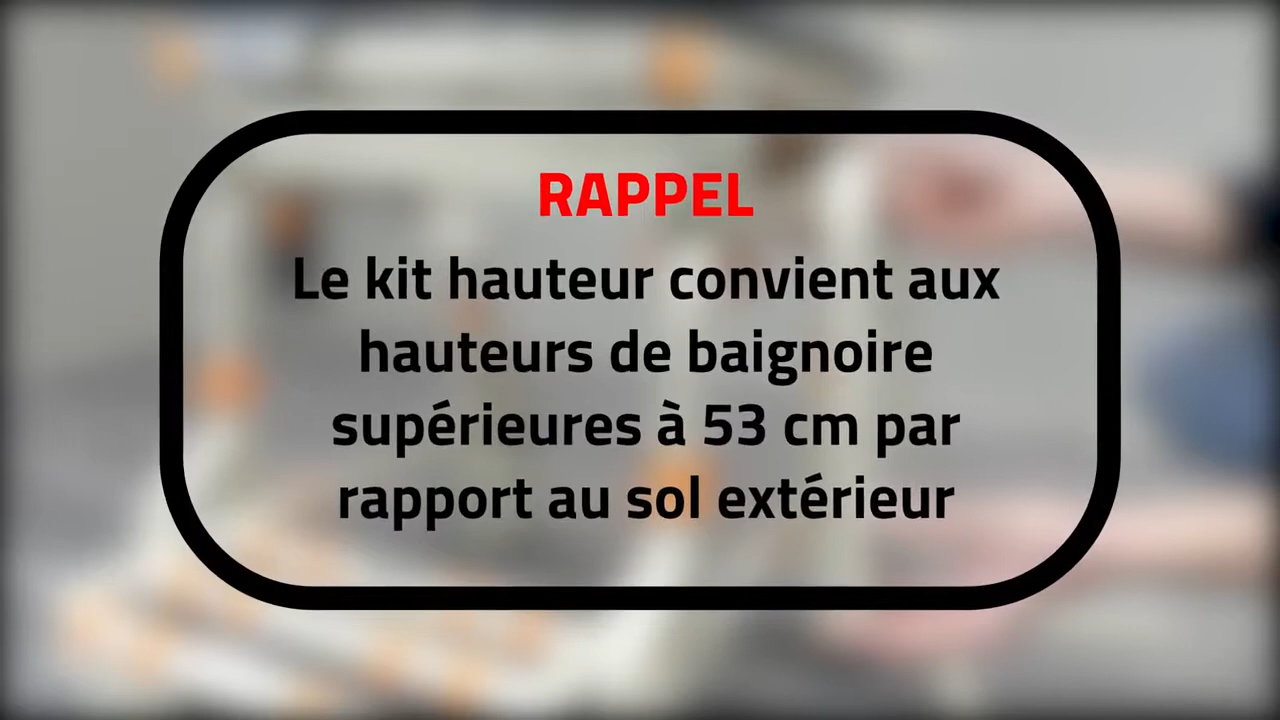 RAPPEL
Le kit hauteur convient aux
hauteurs de baignoire
supérieures à 53 cm par
rapport au sol extérieur